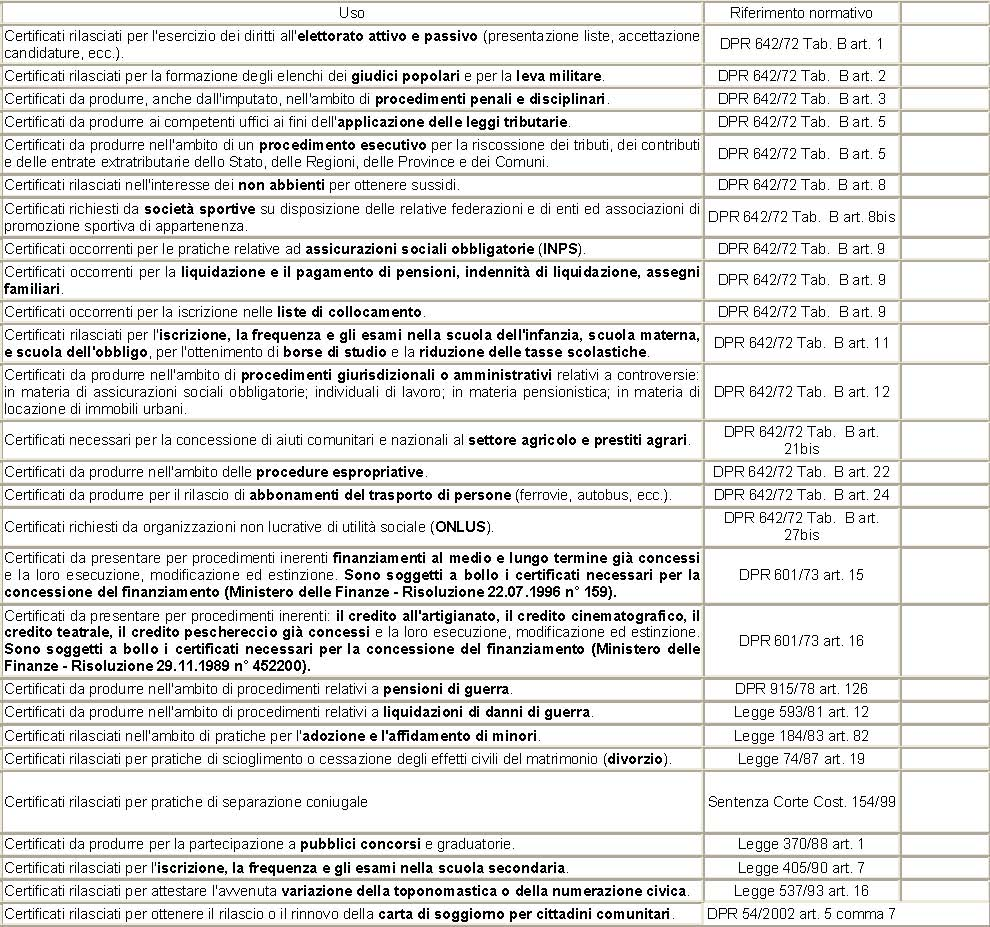 Uso Riferimento normativo
Certificati rilasciati per l'esercizio dei diritti all'elettorato attivo e passivo (presentazione liste, accettazione
candidature, ecc.).
DPR 642/72 Tab. B art. 1
Certificati rilasciati per la formazione degli elenchi dei giudici popolari e per la leva militare. DPR 642/72 Tab. B art. 2
Certificati da produrre, anche dall'imputato, nell'ambito di procedimenti penali e disciplinari. DPR 642/72 Tab. B art. 3
Certificati da produrre ai competenti uffici ai fini dell'applicazione delle leggi tributarie. DPR 642/72 Tab. B art. 5
Certificati da produrre nell'ambito di un procedimento esecutivo per la riscossione dei tributi, dei contributi
e delle entrate extratributarie dello Stato, delle Regioni, delle Province e dei Comuni.
DPR 642/72 Tab. B art. 5
Certificati rilasciati nell'interesse dei non abbienti per ottenere sussidi. DPR 642/72 Tab. B art. 8
Certificati richiesti da società sportive su disposizione delle relative federazioni e di enti ed associazioni di
promozione sportiva di appartenenza.
DPR 642/72 Tab. B art. 8bis
Certificati occorrenti per le pratiche relative ad assicurazioni sociali obbligatorie (INPS). DPR 642/72 Tab. B art. 9
Certificati occorrenti per la liquidazione e il pagamento di pensioni, indennità di liquidazione, assegni
familiari.
DPR 642/72 Tab. B art. 9
Certificati occorrenti per la iscrizione nelle liste di collocamento. DPR 642/72 Tab. B art. 9
Certificati rilasciati per l'iscrizione, la frequenza e gli esami nella scuola dell'infanzia, scuola materna,
e scuola dell'obbligo, per l'ottenimento di borse di studio e la riduzione delle tasse scolastiche.
DPR 642/72 Tab. B art. 11
Certificati da produrre nell'ambito di procedimenti giurisdizionali o amministrativi relativi a controversie:
in materia di assicurazioni sociali obbligatorie; individuali di lavoro; in materia pensionistica; in materia di
locazione di immobili urbani.
DPR 642/72 Tab. B art. 12
Certificati necessari per la concessione di aiuti comunitari e nazionali al settore agricolo e prestiti agrari.
DPR 642/72 Tab. B art.
21bis
Certificati da produrre nell'ambito delle procedure espropriative. DPR 642/72 Tab. B art. 22
Certificati da produrre per il rilascio di abbonamenti del trasporto di persone (ferrovie, autobus, ecc.). DPR 642/72 Tab. B art. 24
Certificati richiesti da organizzazioni non lucrative di utilità sociale (ONLUS).
DPR 642/72 Tab. B art.
27bis
Certificati da presentare per procedimenti inerenti finanziamenti al medio e lungo termine già concessi
e la loro esecuzione, modificazione ed estinzione. Sono soggetti a bollo i certificati necessari per la
concessione del finanziamento (Ministero delle Finanze - Risoluzione 22.07.1996 n° 159).
DPR 601/73 art. 15
Certificati da presentare per procedimenti inerenti: il credito all'artigianato, il credito cinematografico, il
credito teatrale, il credito peschereccio già concessi e la loro esecuzione, modificazione ed estinzione.
Sono soggetti a bollo i certificati necessari per la concessione del finanziamento (Ministero delle
Finanze - Risoluzione 29.11.1989 n° 452200).
DPR 601/73 art. 16
Certificati da produrre nell'ambito di procedimenti relativi a pensioni di guerra. DPR 915/78 art. 126
Certificati da produrre nell'ambito di procedimenti relativi a liquidazioni di danni di guerra. Legge 593/81 art. 12
Certificati rilasciati nell'ambito di pratiche per l'adozione e l'affidamento di minori. Legge 184/83 art. 82
Certificati rilasciati per pratiche di scioglimento o cessazione degli effetti civili del matrimonio (divorzio). Legge 74/87 art. 19
Certificati rilasciati per pratiche di separazione coniugale Sentenza Corte Cost. 154/99
Certificati da produrre per la partecipazione a pubblici concorsi e graduatorie. Legge 370/88 art. 1
Certificati rilasciati per l'iscrizione, la frequenza e gli esami nella scuola secondaria. Legge 405/90 art. 7
Certificati rilasciati per attestare l'avvenuta variazione della toponomastica o della numerazione civica. Legge 537/93 art. 16
Certificati rilasciati per ottenere il rilascio o il rinnovo della carta di soggiorno per cittadini comunitari. DPR 54/2002 art. 5 comma 7